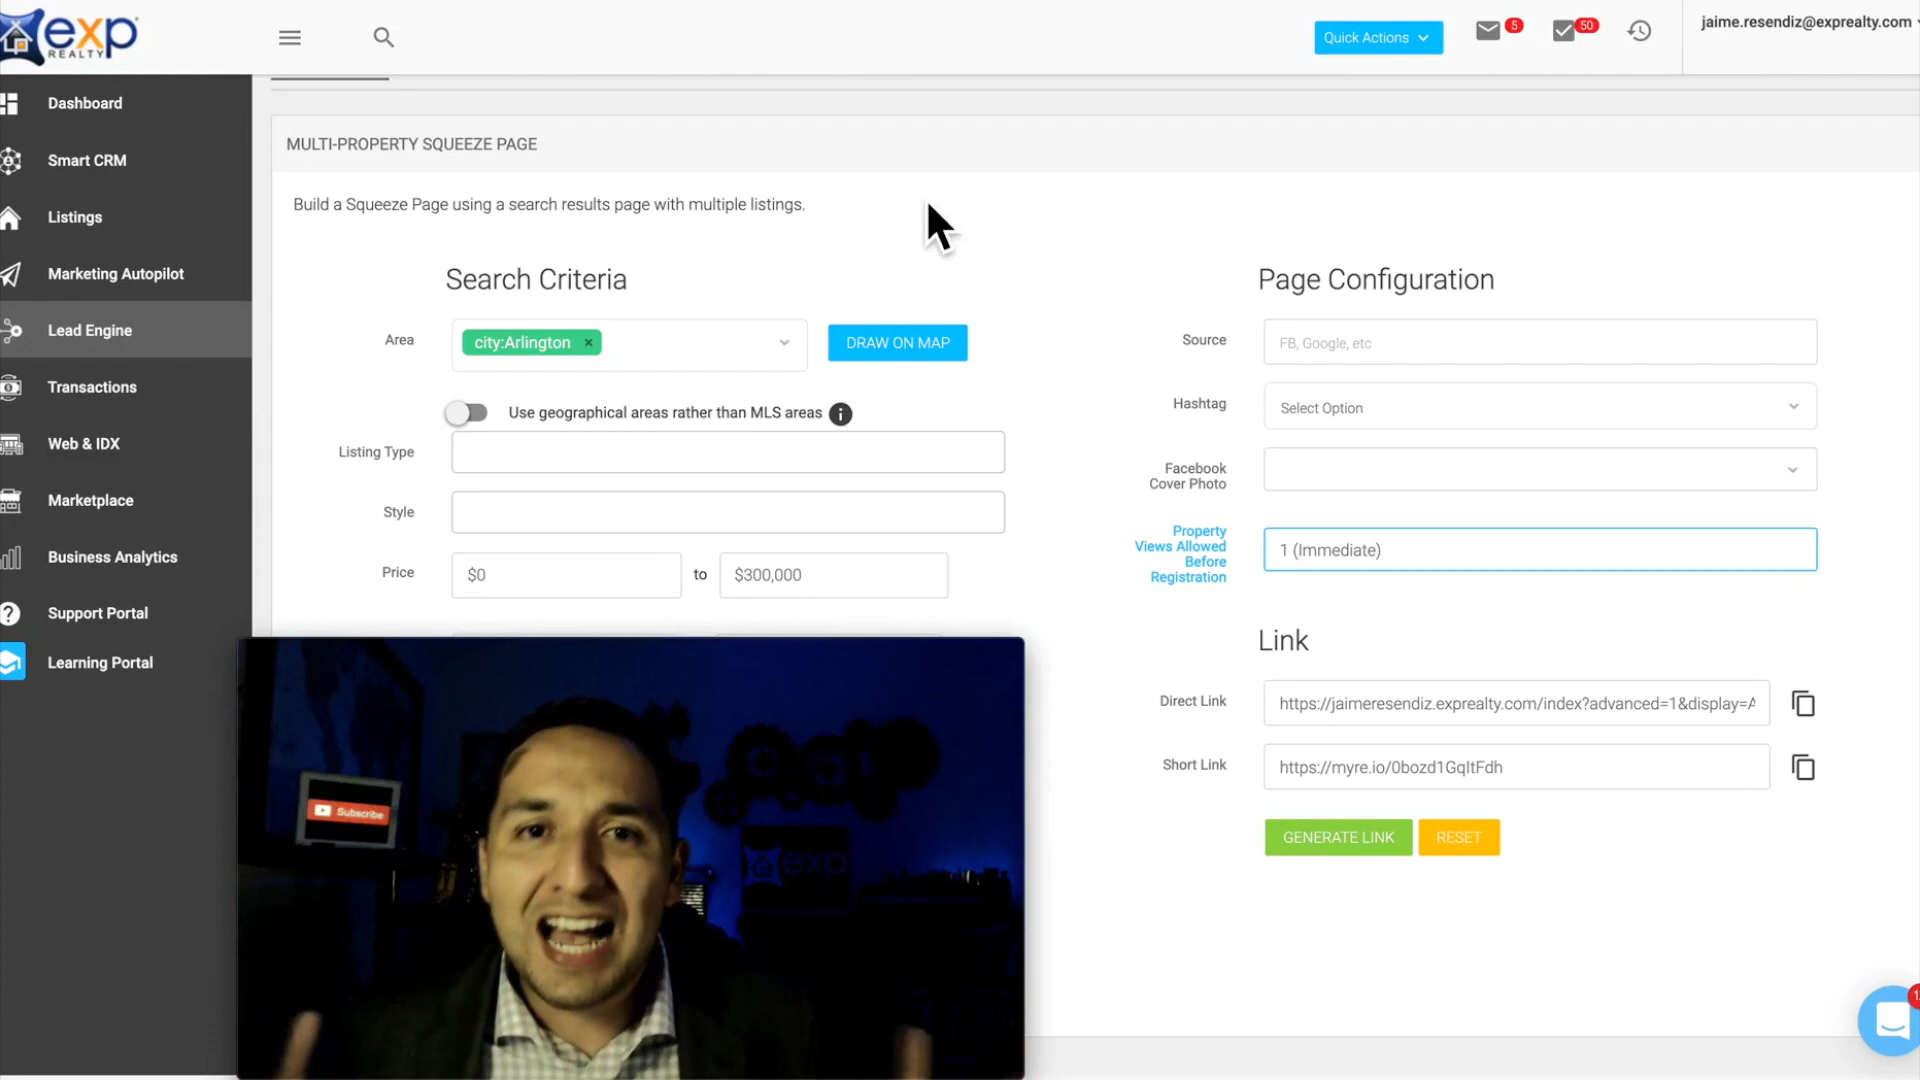 exp
REALTY
Quick Actions
5
50
jaime.resendiz@exprealty.com
Dashboard
Smart CRM
Listings
Marketing Autopilot
Lead Engine
Transactions
Web & IDX
Marketplace
Business Analytics
Support Portal
Learning Portal
MULTI-PROPERTY SQUEEZE PAGE
Build a Squeeze Page using a search results page with multiple listings.
Search Criteria
Area
city:Arlington ×
DRAW ON MAP
Use geographical areas rather than MLS areas
Listing Type
Style
Price
$0
to
$300,000
Page Configuration
Source
FB, Google, etc
Hashtag
Select Option
Facebook
Cover Photo
Property
Views Allowed
Before
Registration
1 (Immediate)
Link
Direct Link
https://jaimeresendiz.exprealty.com/index?advanced=1&display=A
Short Link
https://myre.io/0bozd1GqItFdh
GENERATE LINK
RESET
Subscribe
exp